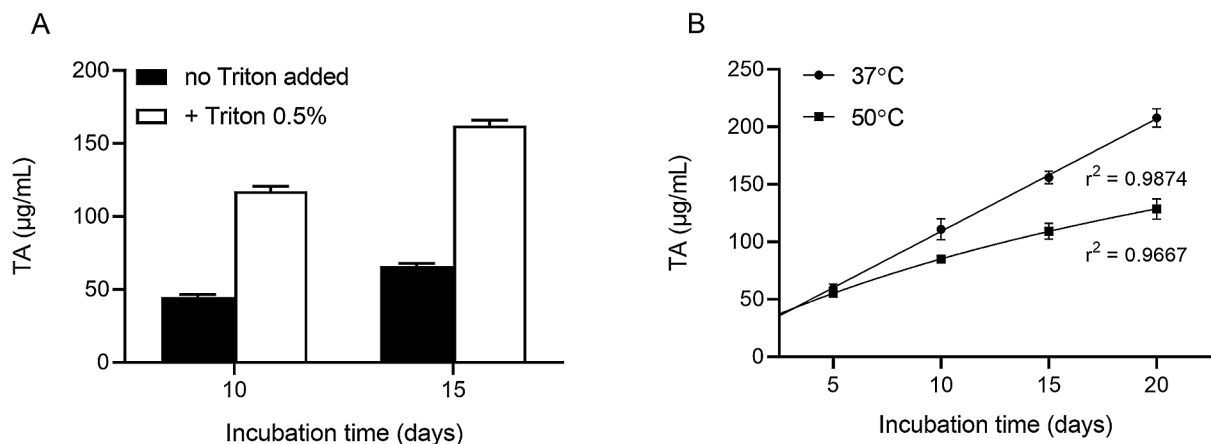 A
200
150
100
50
0
TA (µg/mL)
no Triton added
+ Triton 0.5%
10
15
Incubation time (days)
B
250
200
150
100
50
0
TA (µg/mL)
37°C
50°C
r² = 0.9874
r² = 0.9667
5
10
15
20
Incubation time (days)